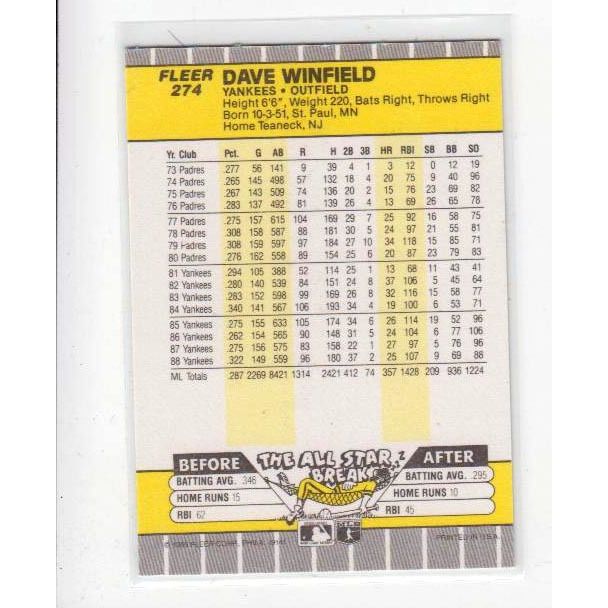 FLEER DAVE WINFIELD
274 YANKEES • OUTFIELD
Height 6'6", Weight 220, Bats Right, Throws Right
Born 10-3-51, St. Paul, MN
Home Teaneck, NJ
Yr. Club Pct. G AB R H 2B 3B HR RBI SB BB SO
73 Padres .277 56 141 9 39 4 1 3 12 0 12 19
74 Padres .265 145 498 57 132 18 4 20 75 9 40 96
75 Padres .267 143 509 74 136 20 2 15 76 23 69 82
76 Padres .283 137 492 81 139 26 4 13 69 26 65 78
77 Padres .275 157 615 104 169 29 7 25 92 16 58 75
78 Padres .308 158 587 88 181 30 5 24 97 21 55 81
79 Padres .308 159 597 97 184 27 10 34 118 15 85 71
80 Padres .276 162 558 89 154 25 6 20 87 23 79 83
81 Yankees .294 105 388 52 114 25 1 13 68 11 43 41
82 Yankees .280 140 539 84 151 24 8 37 106 5 45 64
83 Yankees .283 152 598 99 169 26 8 32 116 15 58 77
84 Yankees .340 141 567 106 193 34 4 19 100 6 53 71
85 Yankees .275 155 633 105 174 34 6 26 114 19 52 96
86 Yankees .262 154 565 90 148 31 5 24 104 6 77 106
87 Yankees .275 156 575 83 158 22 1 27 97 5 76 96
88 Yankees .322 149 559 96 180 37 2 25 107 9 69 88
ML Totals .287 2269 8421 1314 2421 412 74 357 1428 209 936 1224
BEFORE THE ALL STAR BREAK AFTER
BATTING AVG. .346 BATTING AVG. .295
HOME RUNS 15 HOME RUNS 10
RBI 62 RBI 45
FLEER CORP. PHILA. 19141 PRINTED IN U.S.A.